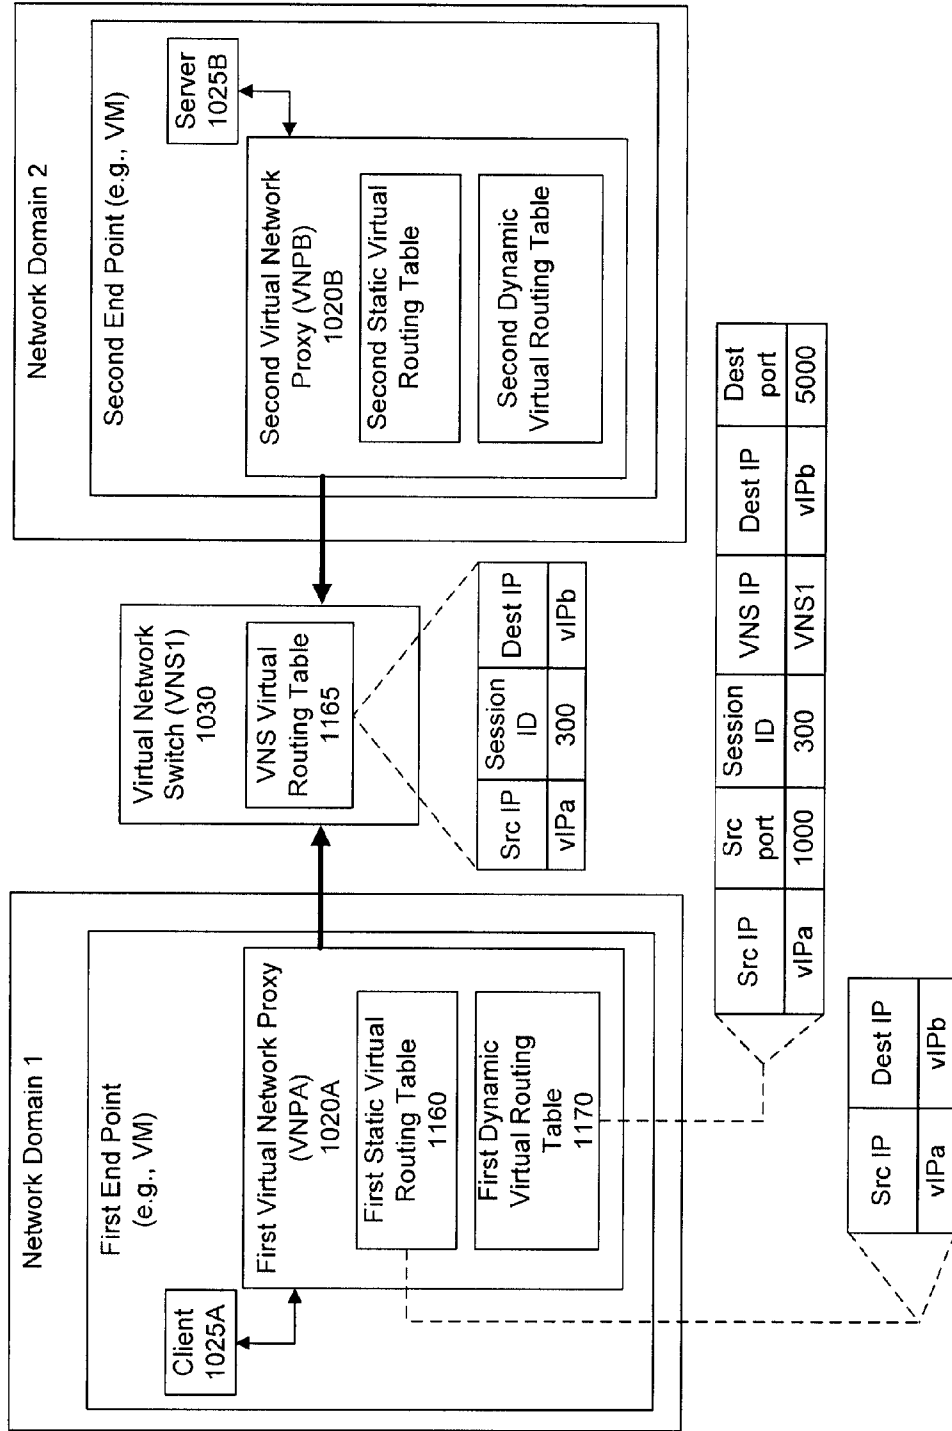 Network Domain 1
First End Point
(e.g., VM)
Client
1025A
First Virtual Network Proxy
(VNPA)
1020A
First Static Virtual
Routing Table
1160
First Dynamic
Virtual Routing
Table
1170
Virtual Network
Switch (VNS1)
1030
VNS Virtual
Routing Table
1165
Src IP
Session
ID
Dest IP
vIPa
300
vIPb
Network Domain 2
Second End Point (e.g., VM)
Server
1025B
Second Virtual Network
Proxy (VNPB)
1020B
Second Static Virtual
Routing Table
Second Dynamic
Virtual Routing Table
Src IP
Src
port
Session
ID
VNS IP
Dest IP
Dest
port
vIPa
1000
300
VNS1
vIPb
5000
Src IP
Dest IP
vIPa
vIPb